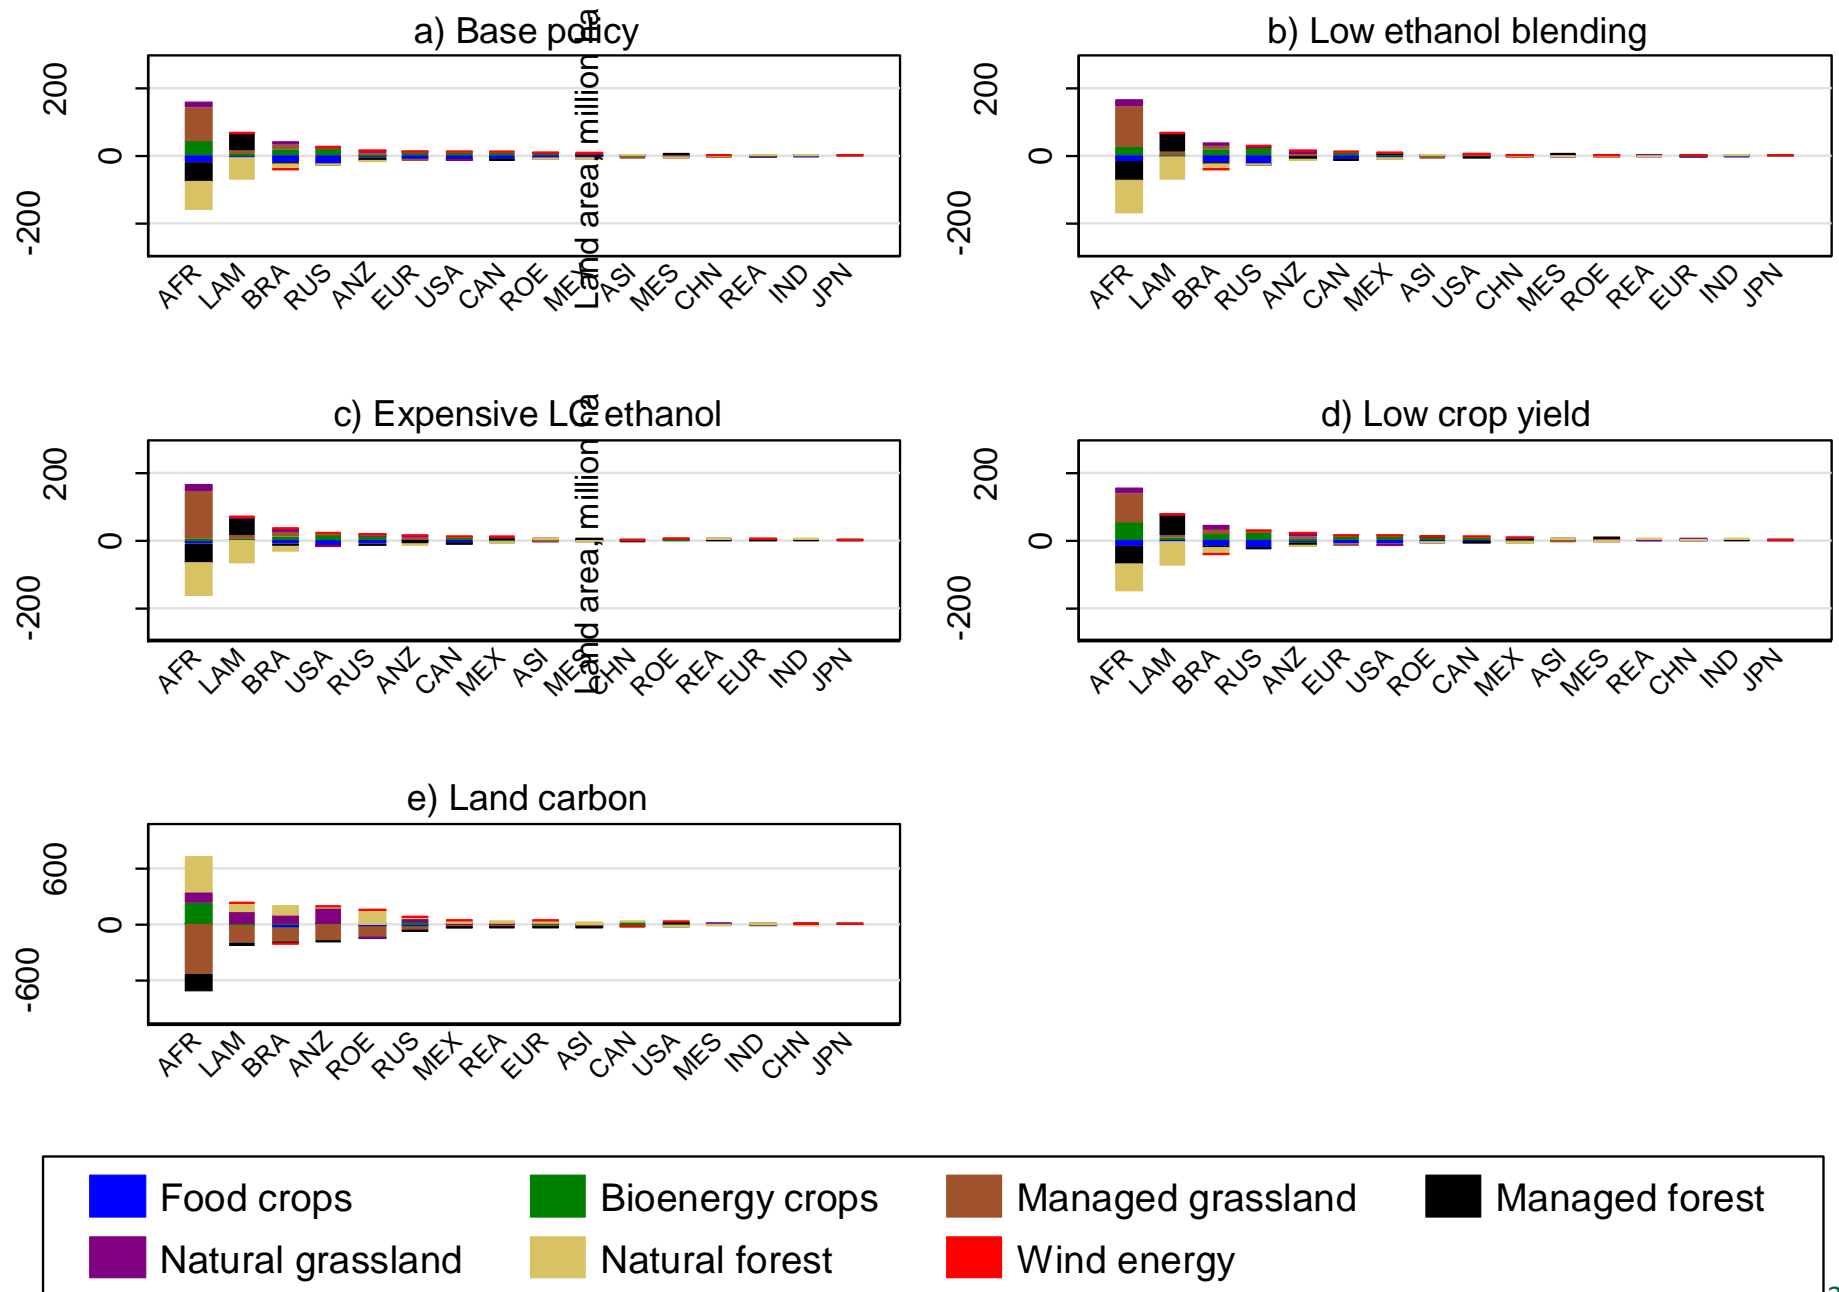 a) Base policy
Land area, million ha
200
0
-200
AFR LAM BRA RUS ANZ EUR USA CAN ROE MEX ASI MES CHN REA IND JPN
b) Low ethanol blending
200
0
-200
AFR LAM BRA RUS ANZ CAN MEX ASI USA CHN MES ROE REA EUR IND JPN
c) Expensive LC ethanol
Land area, million ha
200
0
-200
AFR LAM BRA USA RUS ANZ CAN MEX ASI MES CHN ROE REA EUR IND JPN
d) Low crop yield
200
0
-200
AFR LAM BRA RUS ANZ EUR USA ROE CAN MEX ASI MES REA CHN IND JPN
e) Land carbon
600
0
-600
AFR LAM BRA ANZ ROE RUS MEX REA EUR ASI CAN USA MES IND CHN JPN
Food crops Bioenergy crops Managed grassland Managed forest
Natural grassland Natural forest Wind energy